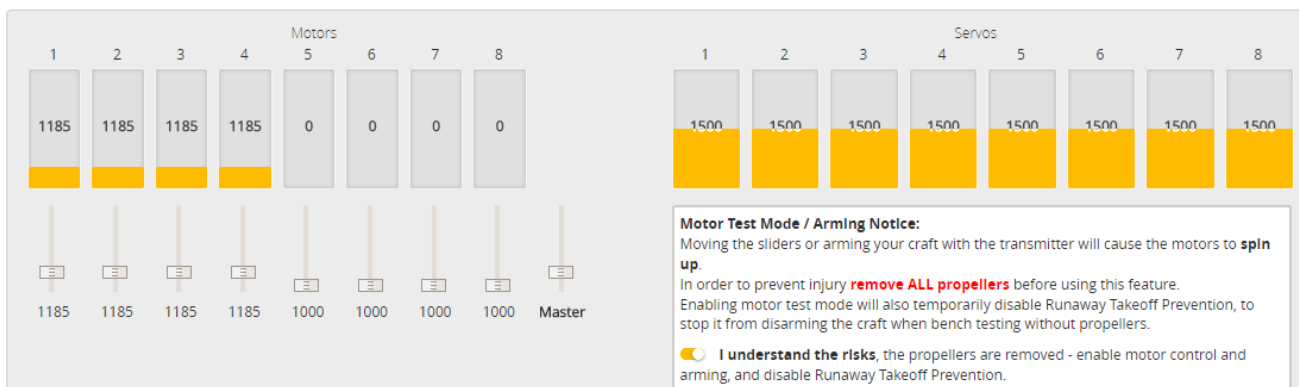 Motors
1 2 3 4 5 6 7 8
1185 1185 1185 1185 0 0 0 0
1185 1185 1185 1185 1000 1000 1000 1000 Master
Servos
1 2 3 4 5 6 7 8
1500 1500 1500 1500 1500 1500 1500 1500
Motor Test Mode / Arming Notice:
Moving the sliders or arming your craft with the transmitter will cause the motors to spin
up.
In order to prevent injury remove ALL propellers before using this feature.
Enabling motor test mode will also temporarily disable Runaway Takeoff Prevention, to
stop it from disarming the craft when bench testing without propellers.
I understand the risks, the propellers are removed - enable motor control and
arming, and disable Runaway Takeoff Prevention.